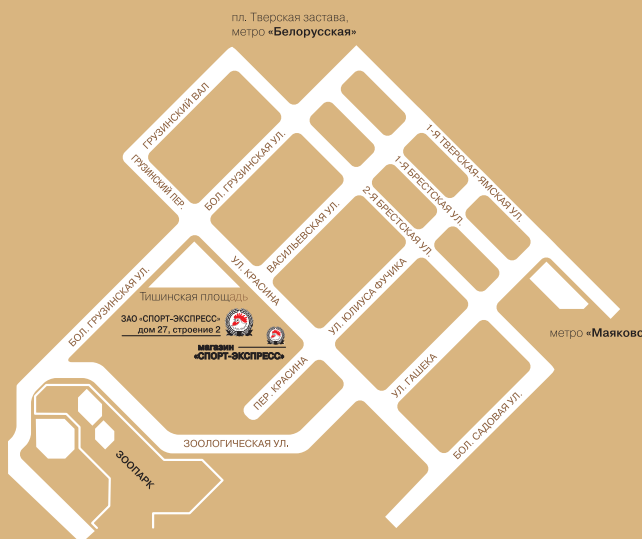 пл. Тверская застава,
метро «Белорусская»
ГРУЗИНСКИЙ ВАЛ
ГРУЗИНСКИЙ ПЕР.
БОЛ. ГРУЗИНСКАЯ УЛ.
1-Я ТВЕРСКАЯ-ЯМСКАЯ УЛ.
1-Я БРЕСТСКАЯ УЛ.
2-Я БРЕСТСКАЯ УЛ.
ВАСИЛЬЕВСКАЯ УЛ.
УЛ. КРАСИНА
УЛ. ЮЛИУСА ФУЧИКА
БОЛ. ГРУЗИНСКАЯ УЛ.
Тишинская площадь
ЗАО «СПОРТ-ЭКСПРЕСС»
дом 27, строение 2
магазин
«СПОРТ-ЭКСПРЕСС»
метро «Маяковс
ПЕР. КРАСИНА
УЛ. ГАШЕКА
БОЛ. САДОВАЯ УЛ.
ЗООЛОГИЧЕСКАЯ УЛ.
ЗООПАРК